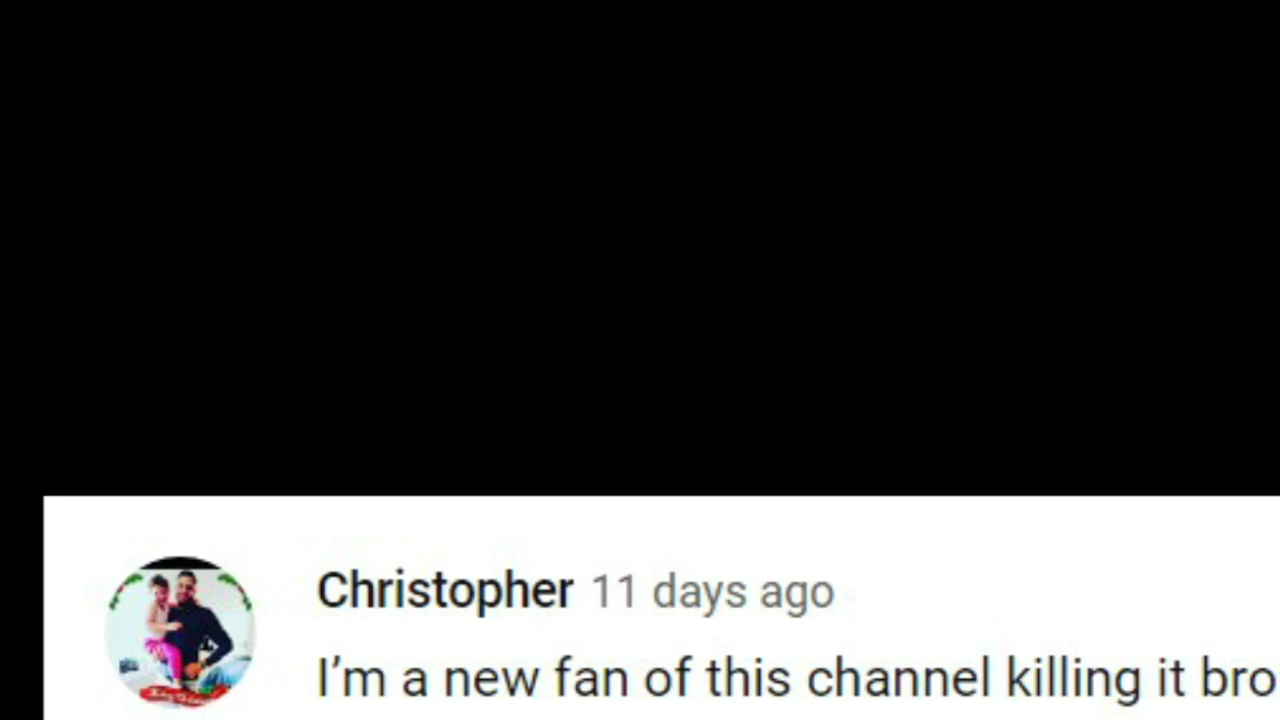 Christopher 11 days ago
I’m a new fan of this channel killing it bro